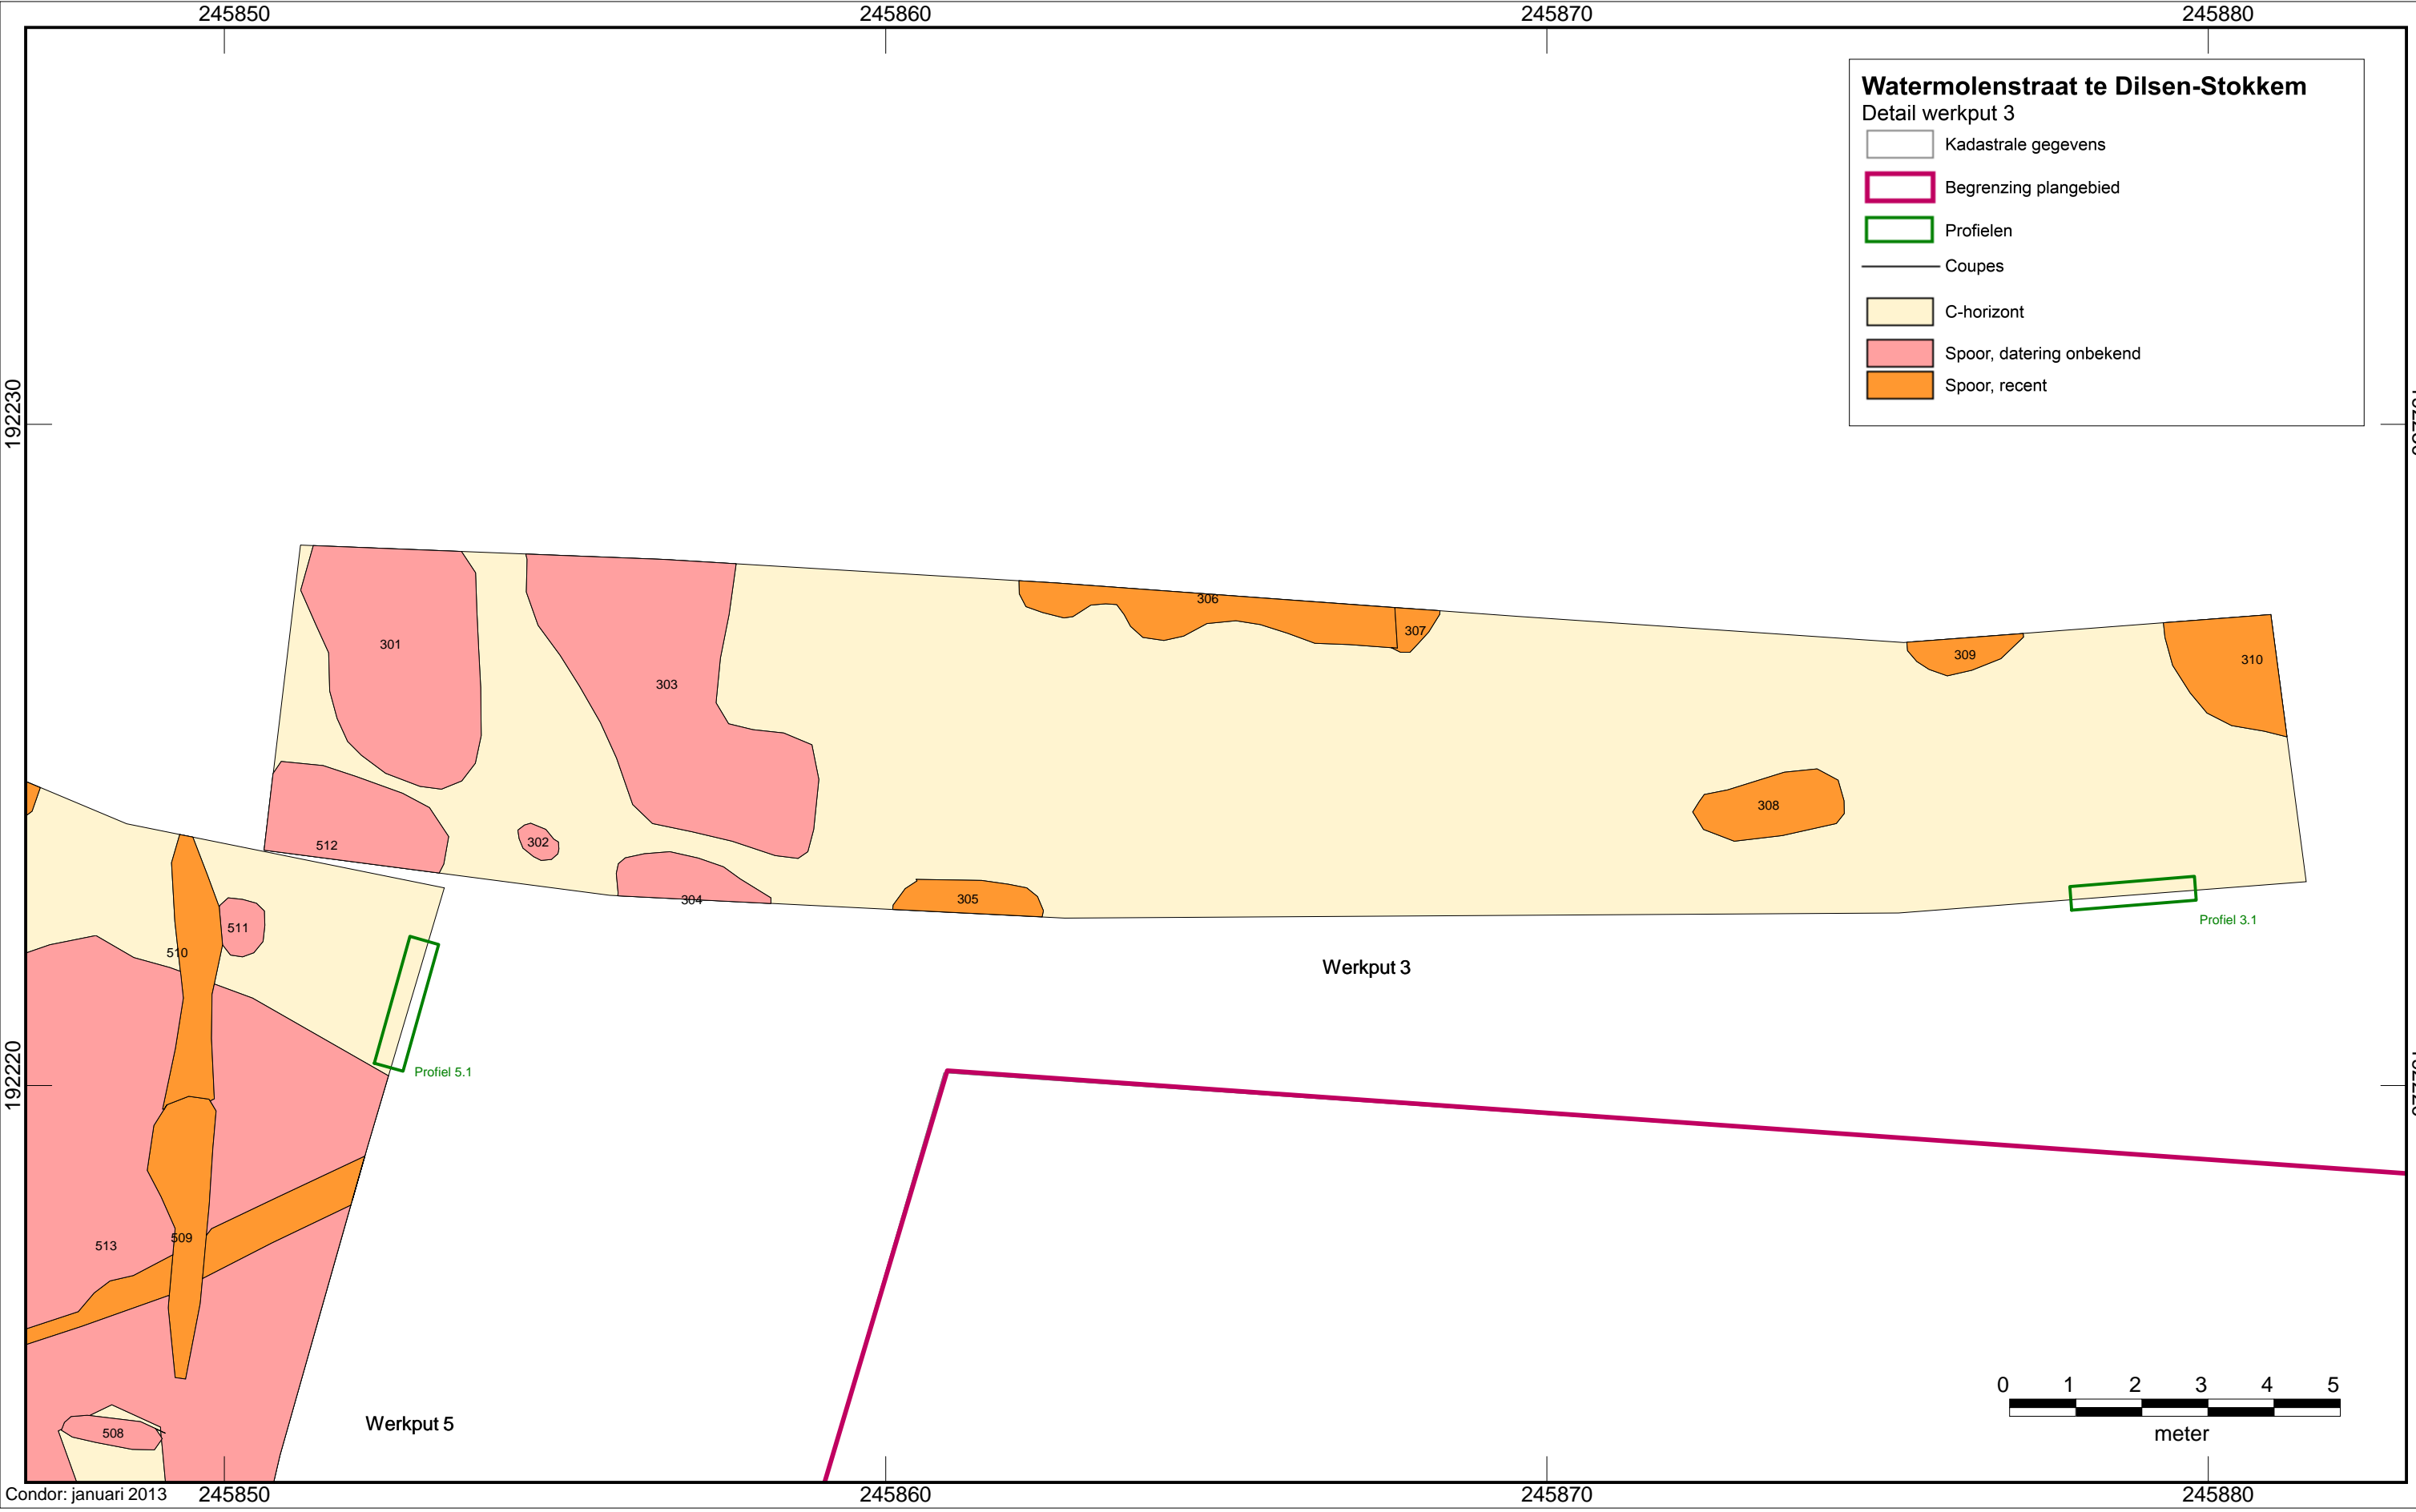 245850 245860 245870 245880
Watermolenstraat te Dilsen-Stokkem
Detail werkput 3
Kadastrale gegevens
Begrenzing plangebied
Profielen
Coupes
C-horizont
Spoor, datering onbekend
Spoor, recent
192230
306
307
301
309
310
303
308
302
512
304
305
511
Profiel 3.1
510
Werkput 3
192220
Profiel 5.1
509
513
0 1 2 3 4 5
meter
Werkput 5
508
Condor: januari 2013
245850 245860 245870 245880